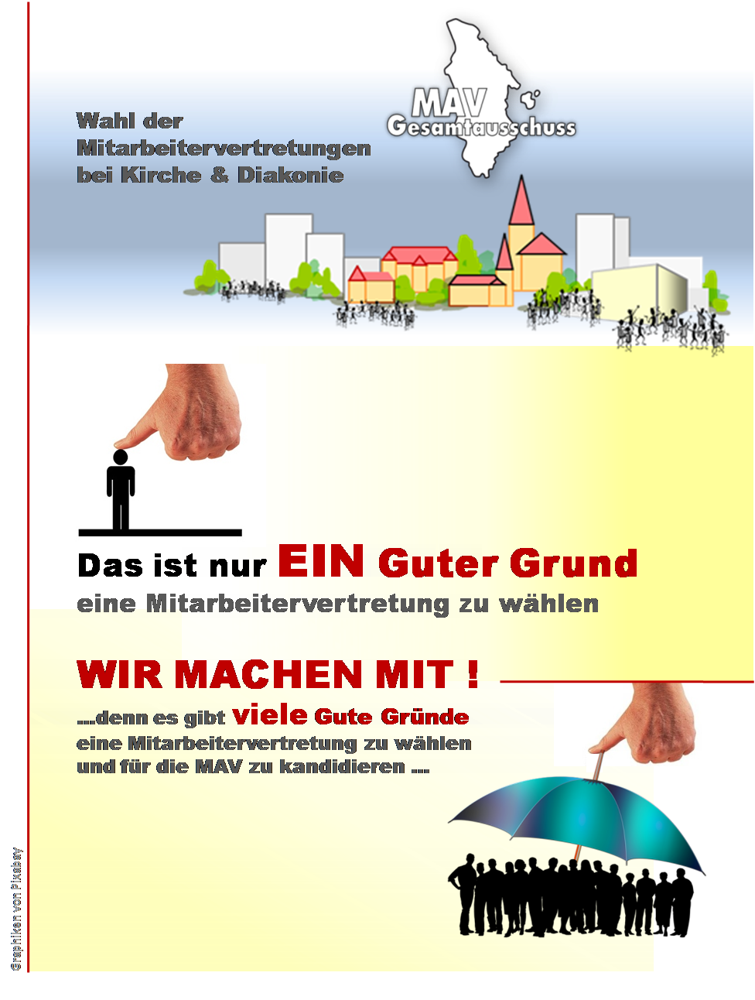 MAV
Gesamtausschuss
Wahl der
Mitarbeitervertretungen
bei Kirche & Diakonie
Das ist nur EIN Guter Grund
eine Mitarbeitervertretung zu wählen
WIR MACHEN MIT !
...denn es gibt viele Gute Gründe
eine Mitarbeitervertretung zu wählen
und für die MAV zu kandidieren ...
Graphiken von Pixabay